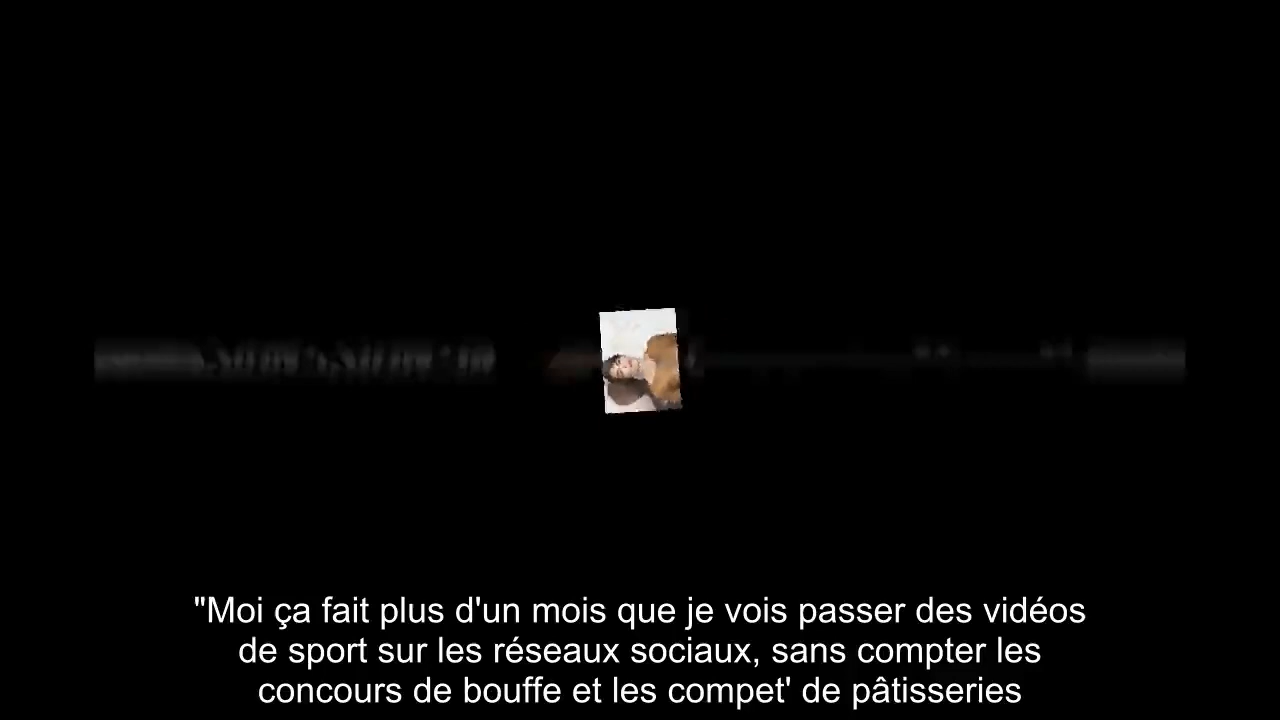 "Moi ça fait plus d'un mois que je vois passer des vidéos
de sport sur les réseaux sociaux, sans compter les
concours de bouffe et les compet' de pâtisseries